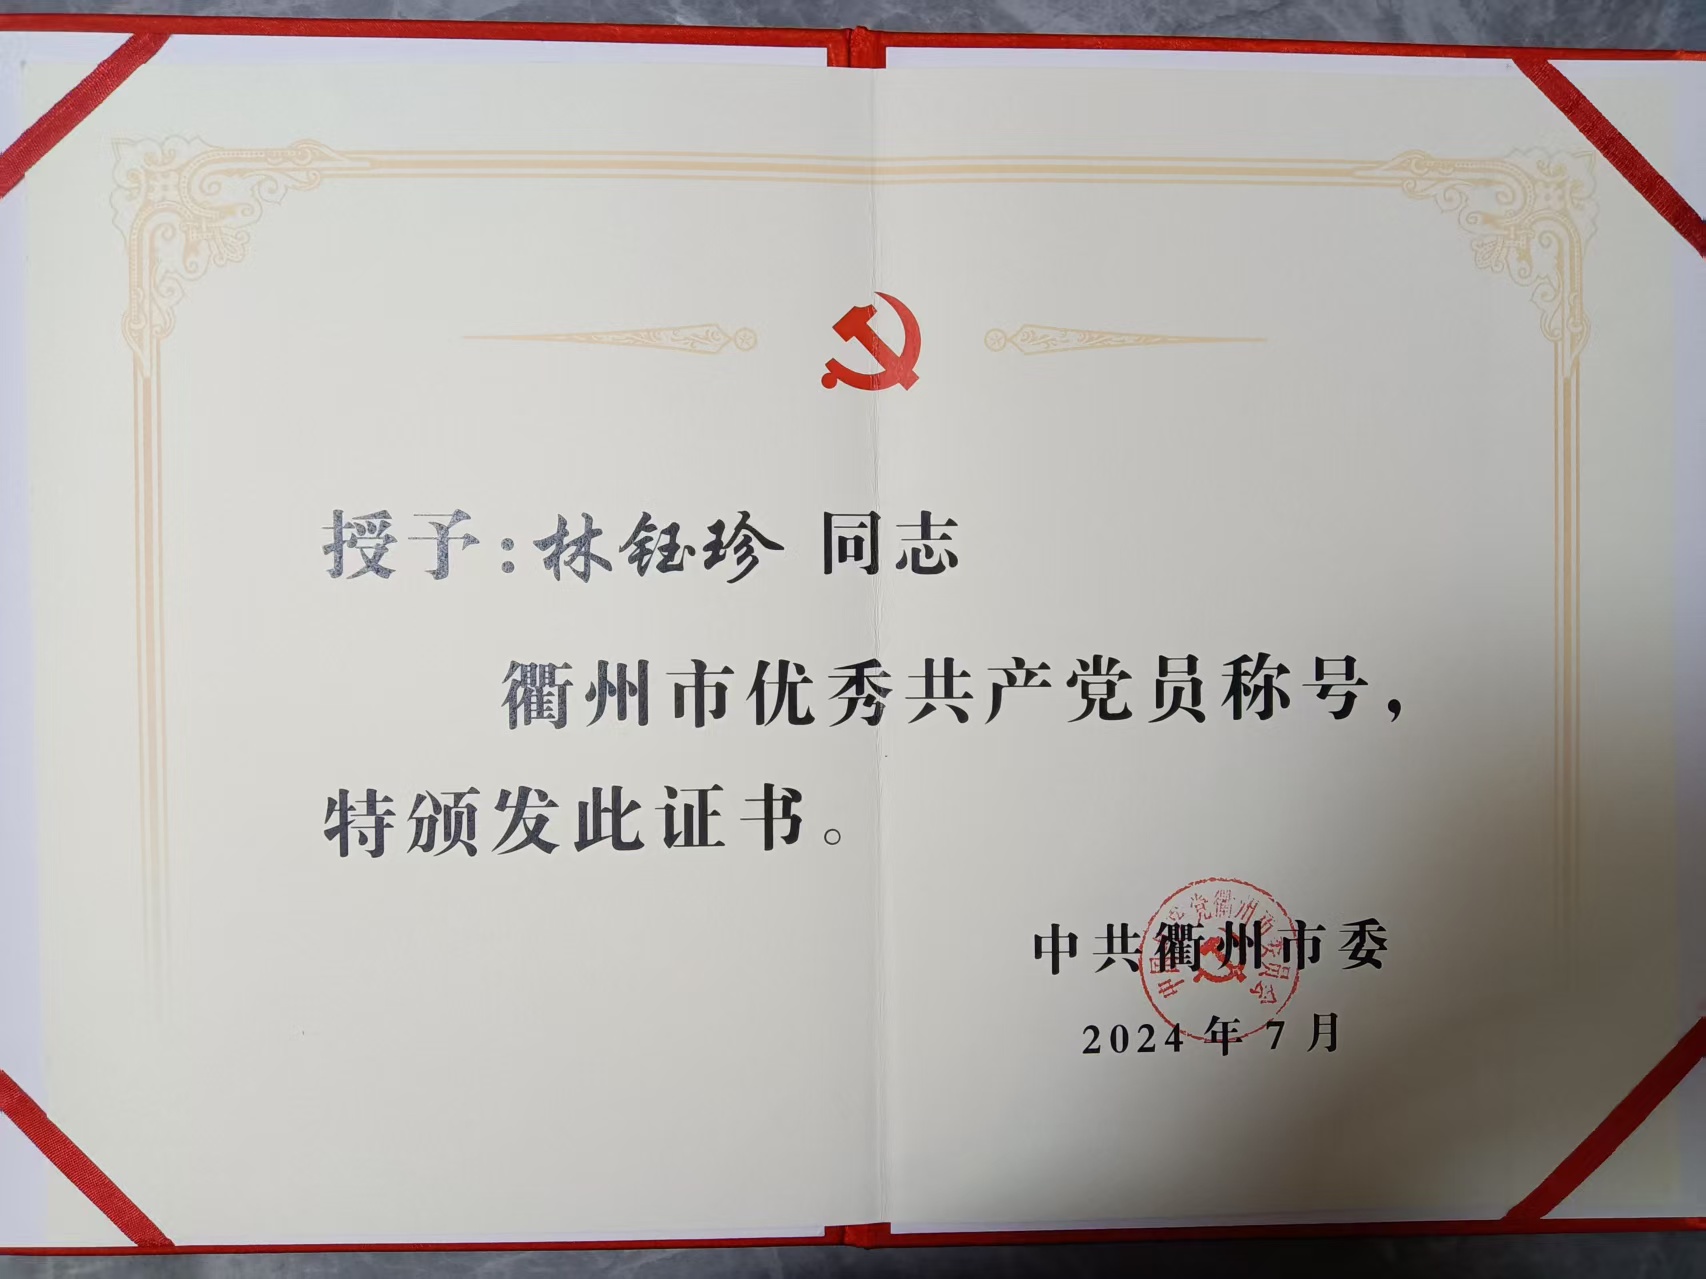 授予：林钰珍 同志
衢州市优秀共产党员称号，
特颁发此证书。
中共衢州市委
2024年7月